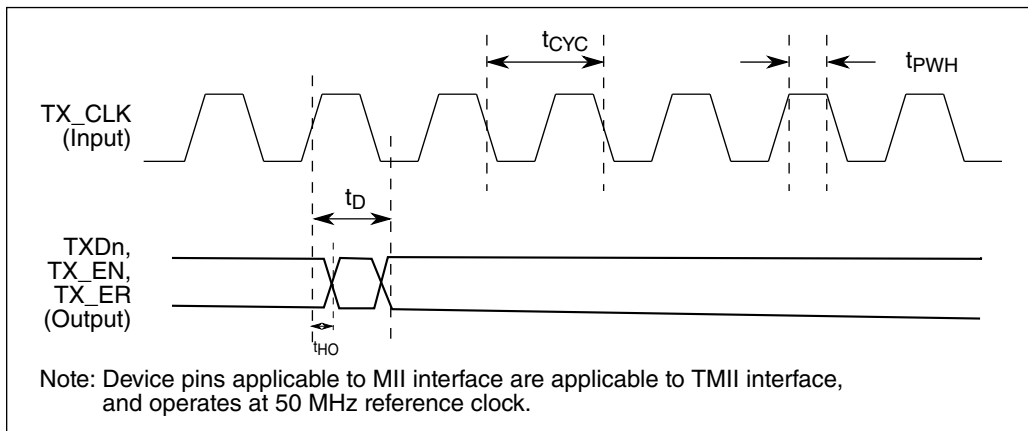 tCYC
tPWH
TX_CLK
(Input)
tD
TXDn,
TX_EN,
TX_ER
(Output)
tHO
Note: Device pins applicable to MII interface are applicable to TMII interface,
and operates at 50 MHz reference clock.